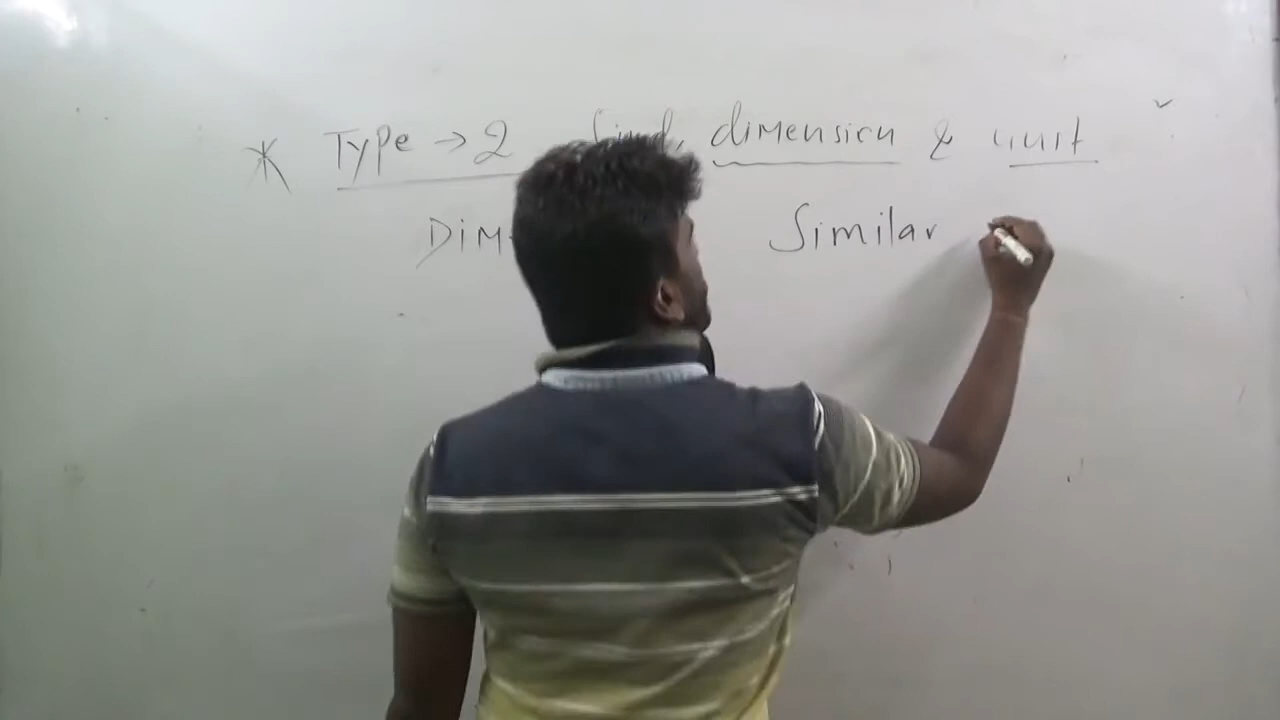 * Type → 2 find, dimension & unit
Dim Similar